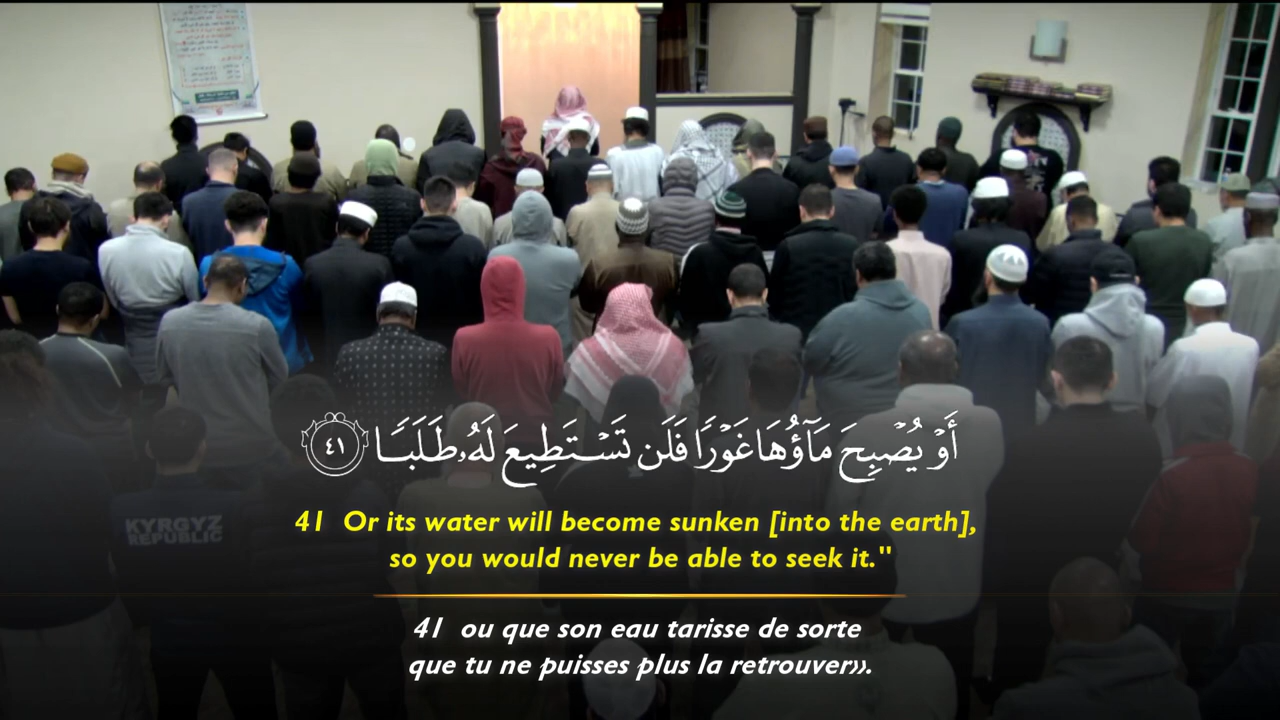 أَوۡ يُصۡبِحَ مَآؤُهَا غَوۡرٗا فَلَن تَسۡتَطِيعَ لَهُۥ طَلَبٗا ٤١
41 Or its water will become sunken [into the earth],
so you would never be able to seek it."
KYRGYZ
REPUBLIC
41 ou que son eau tarisse de sorte
que tu ne puisses plus la retrouver».